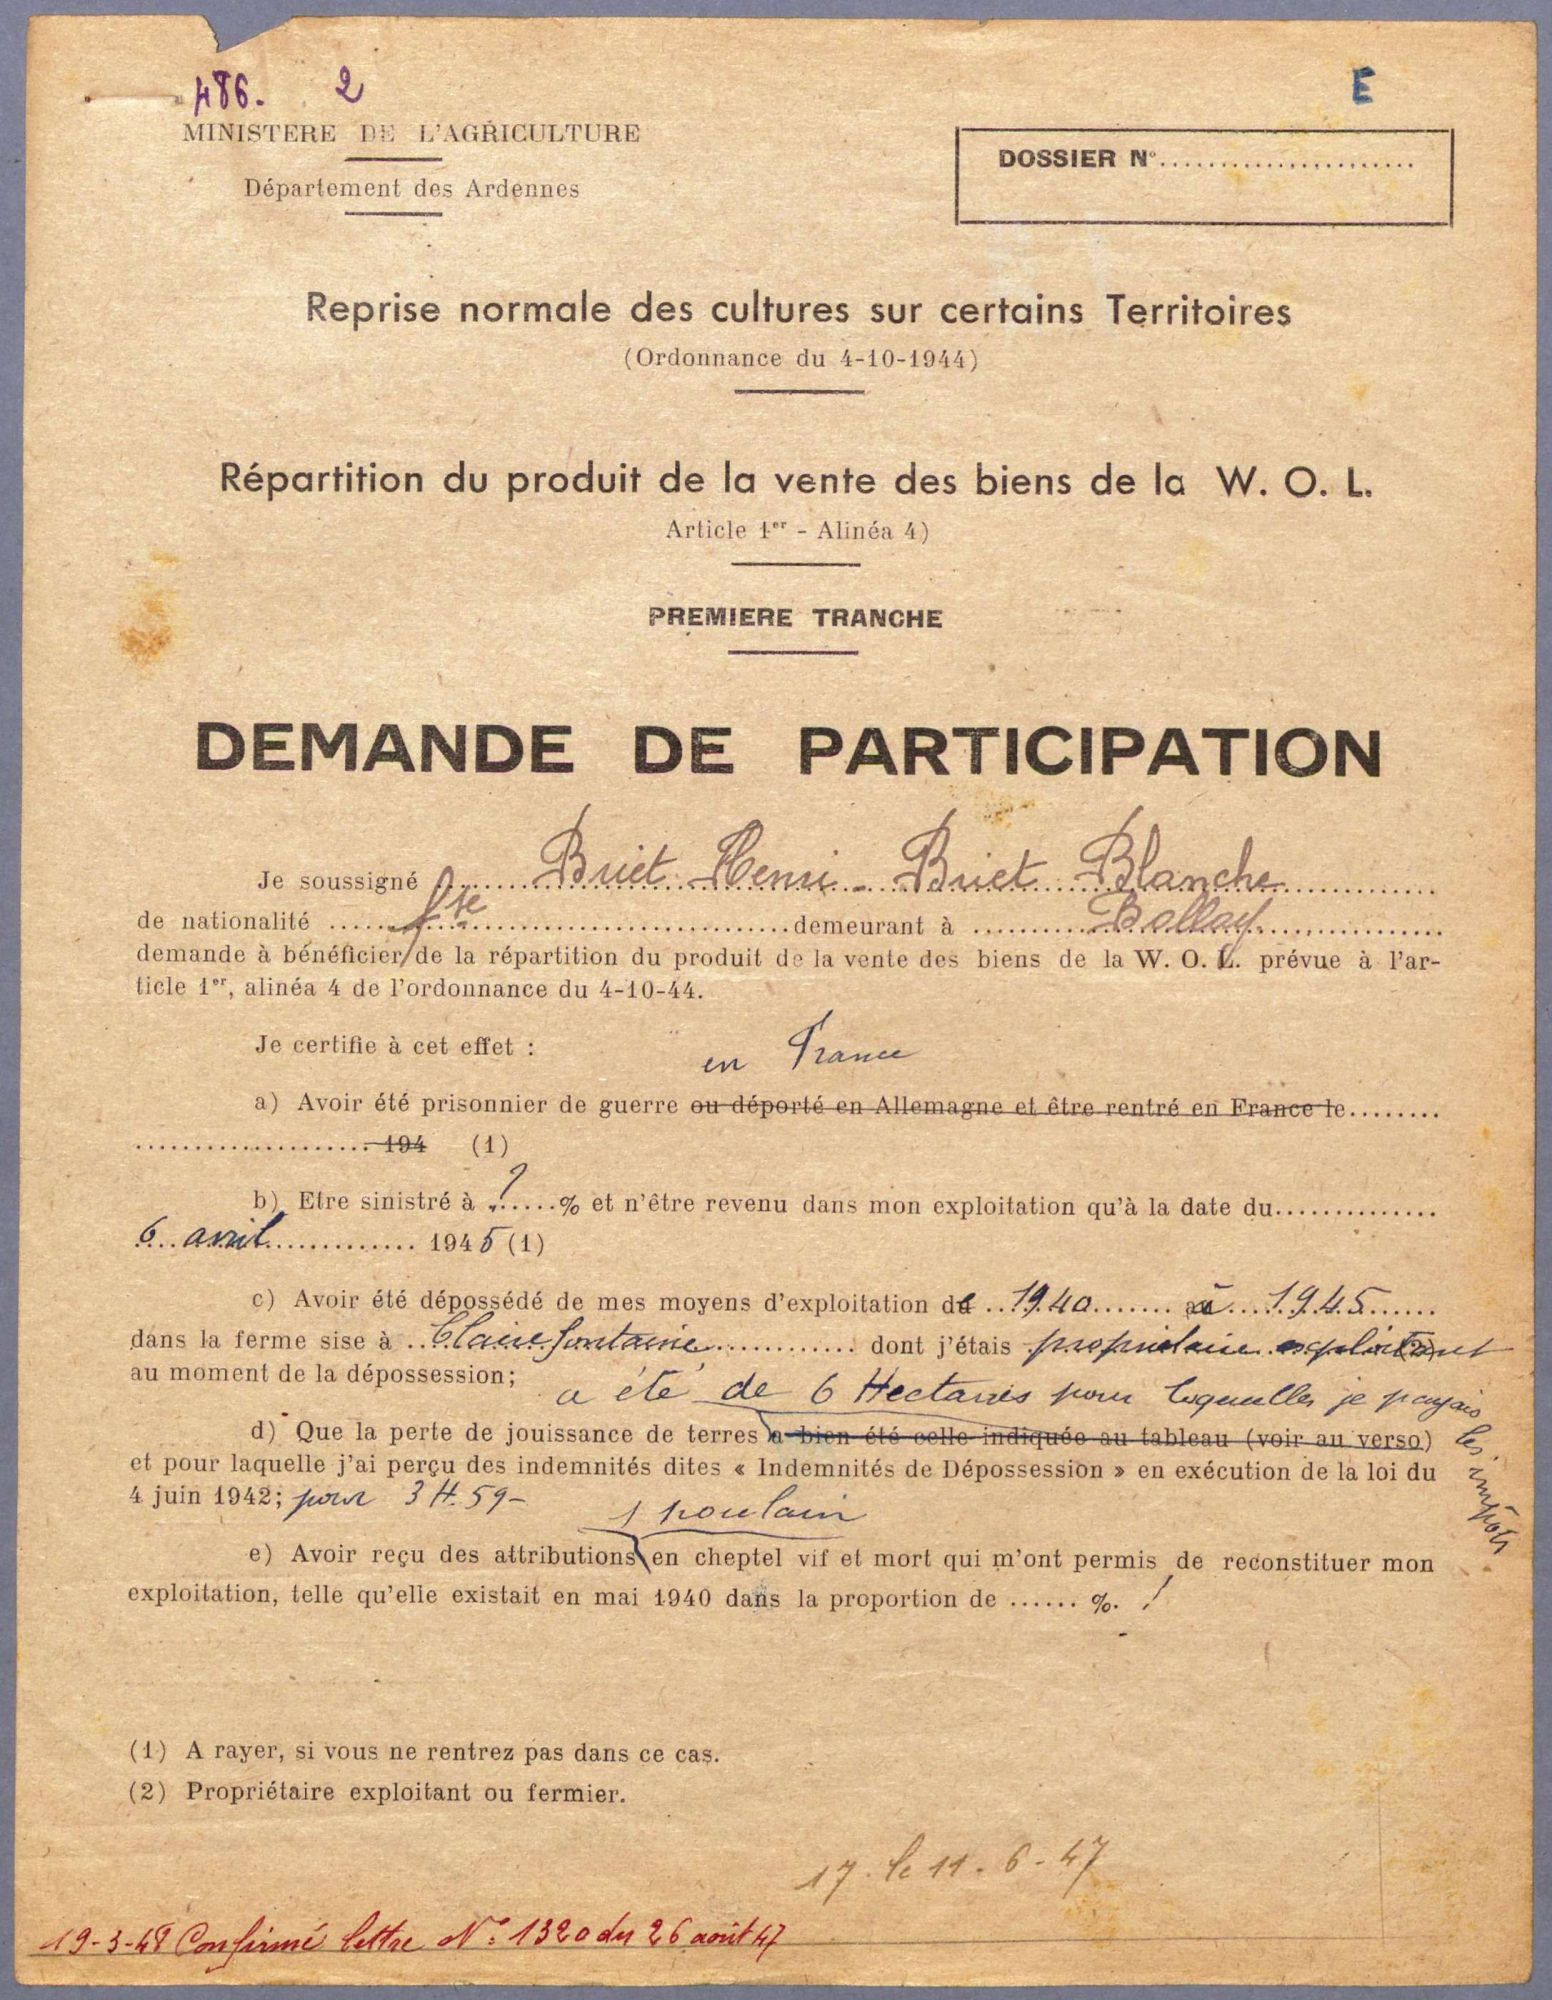 486. 2
E
MINISTERE DE L'AGRICULTURE
Département des Ardennes
DOSSIER N°......................
Reprise normale des cultures sur certains Territoires
(Ordonnance du 4-10-1944)
Répartition du produit de la vente des biens de la W. O. L.
Article 1er - Alinéa 4)
PREMIERE TRANCHE
DEMANDE DE PARTICIPATION
Je soussigné Briet Henri - Briet Blanche
de nationalité fse demeurant à Ballay
demande à bénéficier de la répartition du produit de la vente des biens de la W. O. L. prévue à l'ar-
ticle 1er, alinéa 4 de l'ordonnance du 4-10-44.
Je certifie à cet effet :
en France
a) Avoir été prisonnier de guerre ou déporté en Allemagne et être rentré en France le........
.................... 194 (1)
b) Etre sinistré à ?.....% et n'être revenu dans mon exploitation qu'à la date du..............
6 avril 1945 (1)
c) Avoir été dépossédé de mes moyens d'exploitation de 1940 à 1945
dans la ferme sise à Clairefontaine dont j'étais propriétaire exploitant (2)
au moment de la dépossession;
a été de 6 Hectares pour lesquelles je payais les impôts
d) Que la perte de jouissance de terres a bien été celle indiquée au tableau (voir au verso)
et pour laquelle j'ai perçu des indemnités dites « Indemnités de Dépossession » en exécution de la loi du
4 juin 1942; pour 3 H. 59 -
1 poulain
e) Avoir reçu des attributions en cheptel vif et mort qui m'ont permis de reconstituer mon
exploitation, telle qu'elle existait en mai 1940 dans la proportion de ...... %. !
(1) A rayer, si vous ne rentrez pas dans ce cas.
(2) Propriétaire exploitant ou fermier.
17. le 11 - 6 - 47
19-3-48 Confirmé lettre N° 1320 du 26 août 47